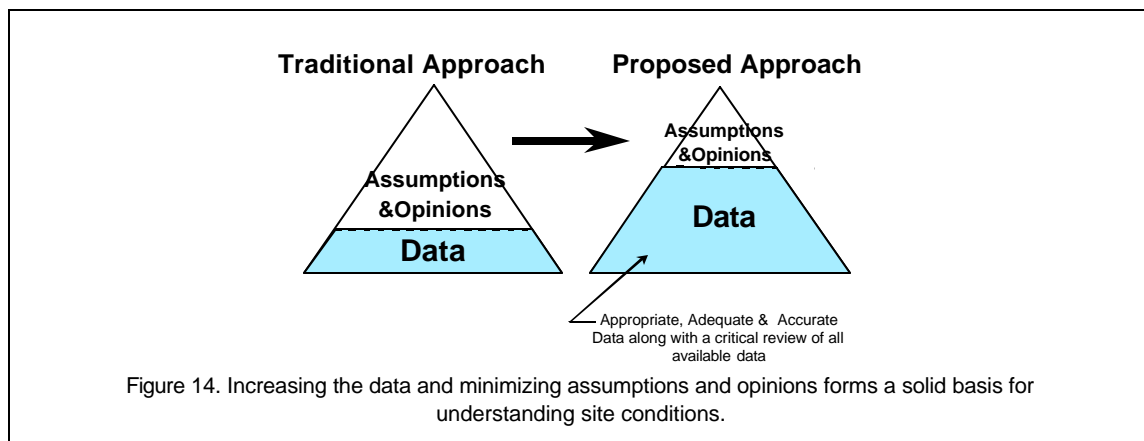 Traditional Approach
Proposed Approach
Assumptions
&Opinions
Data
Assumptions
&Opinions
Data
Appropriate, Adequate & Accurate
Data along with a critical review of all
available data
Figure 14. Increasing the data and minimizing assumptions and opinions forms a solid basis for
understanding site conditions.